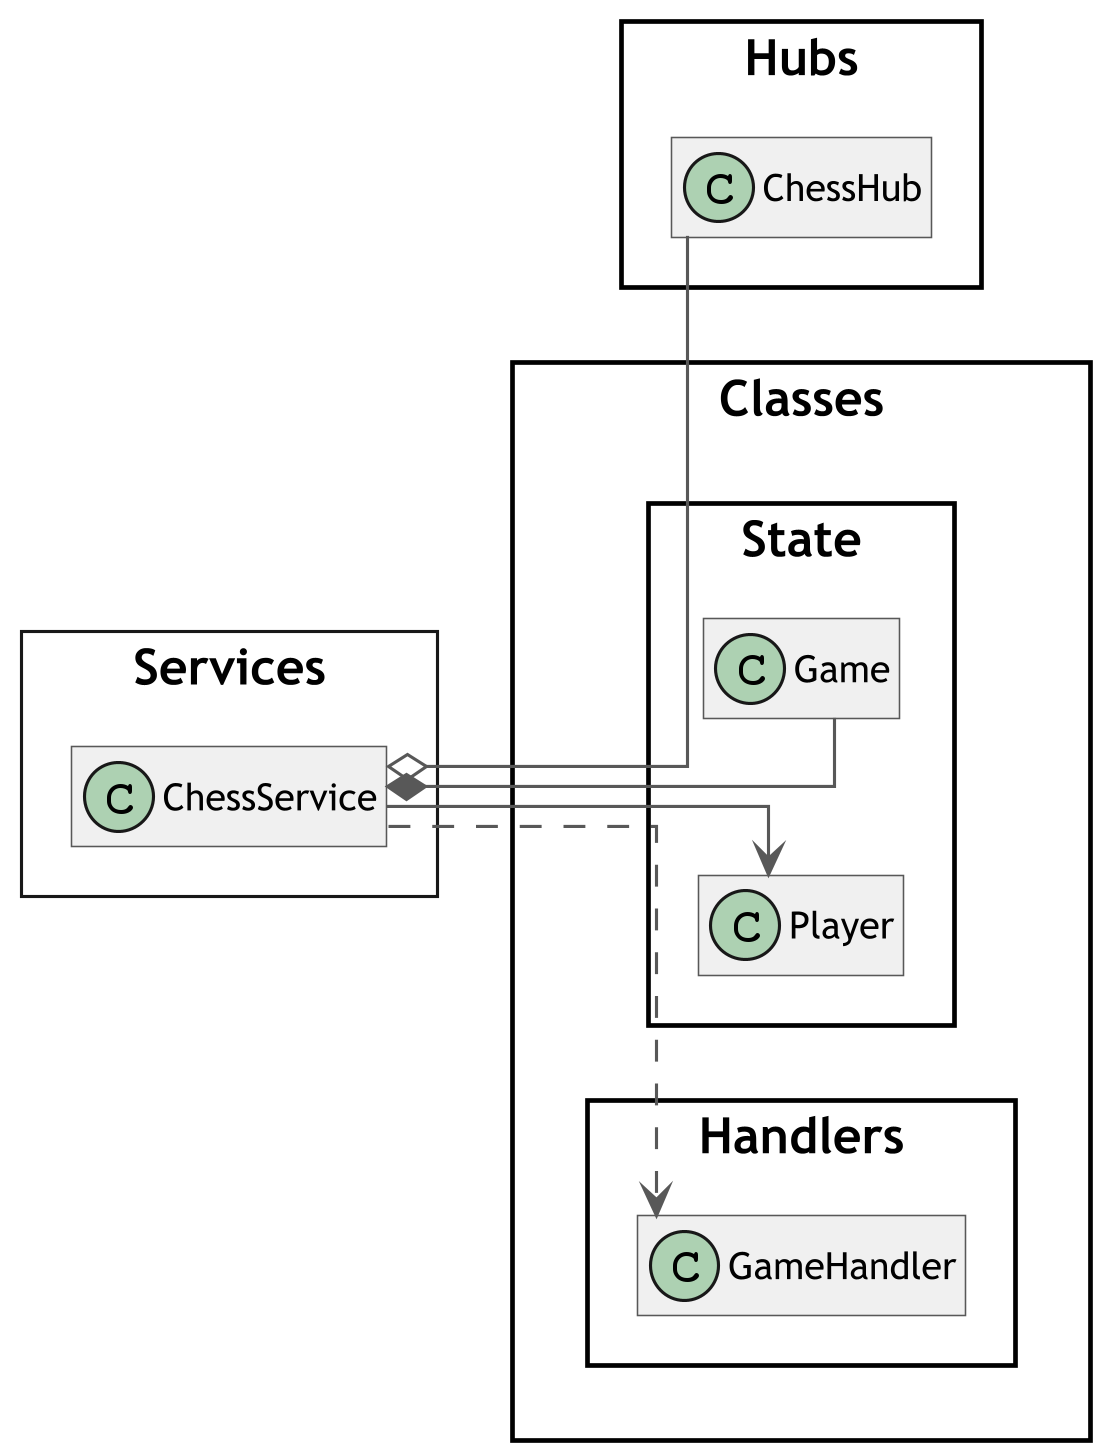 Hubs
C ChessHub
Classes
State
C Game
Services
C ChessService
C Player
Handlers
C GameHandler